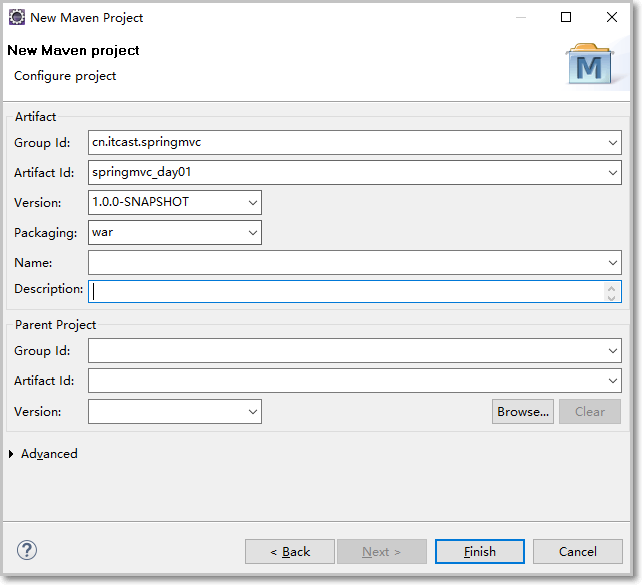 New Maven Project
New Maven project
Configure project
M
Artifact
Group Id: cn.itcast.springmvc
Artifact Id: springmvc_day01
Version: 1.0.0-SNAPSHOT
Packaging: war
Name:
Description:
Parent Project
Group Id:
Artifact Id:
Version: Browse... Clear
Advanced
? < Back Next > Finish Cancel